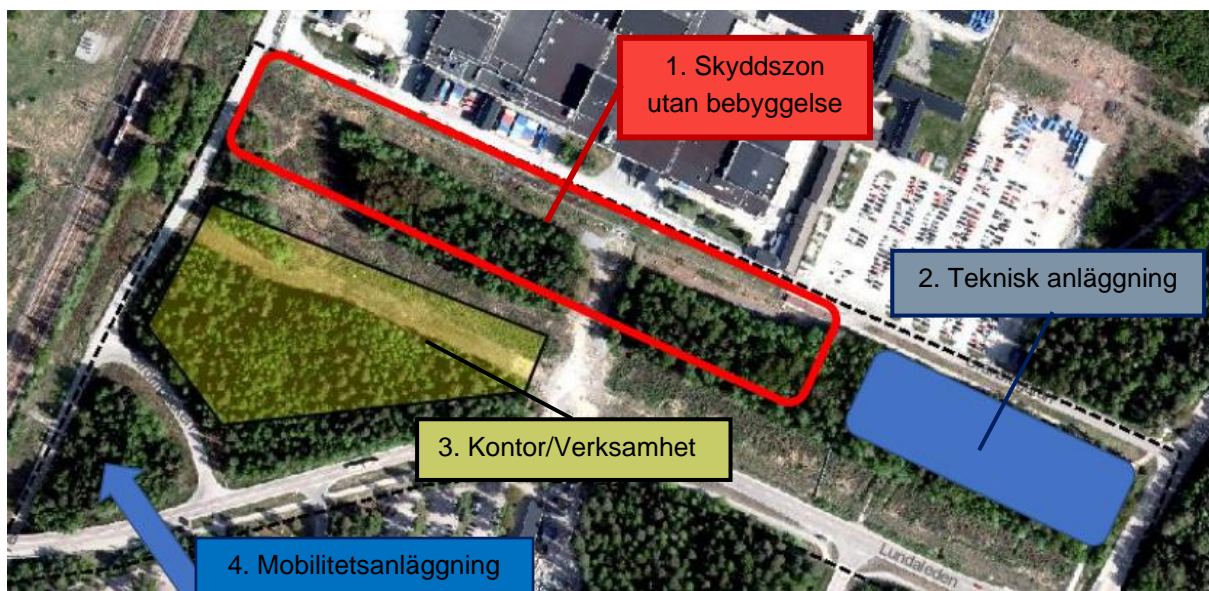 1. Skyddszon
utan bebyggelse
2. Teknisk anläggning
3. Kontor/Verksamhet
4. Mobilitetsanläggning
Lundaleden